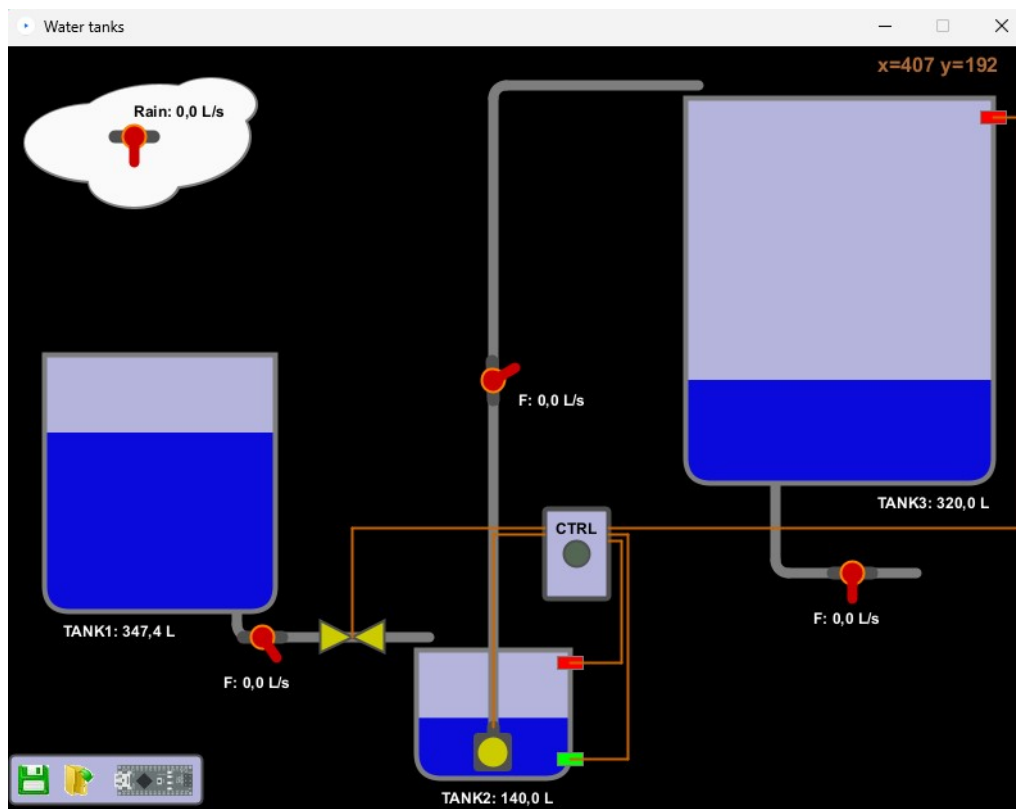 Water tanks
x=407 y=192
Rain: 0,0 L/s
F: 0,0 L/s
TANK3: 320,0 L
CTRL
F: 0,0 L/s
TANK1: 347,4 L
F: 0,0 L/s
TANK2: 140,0 L